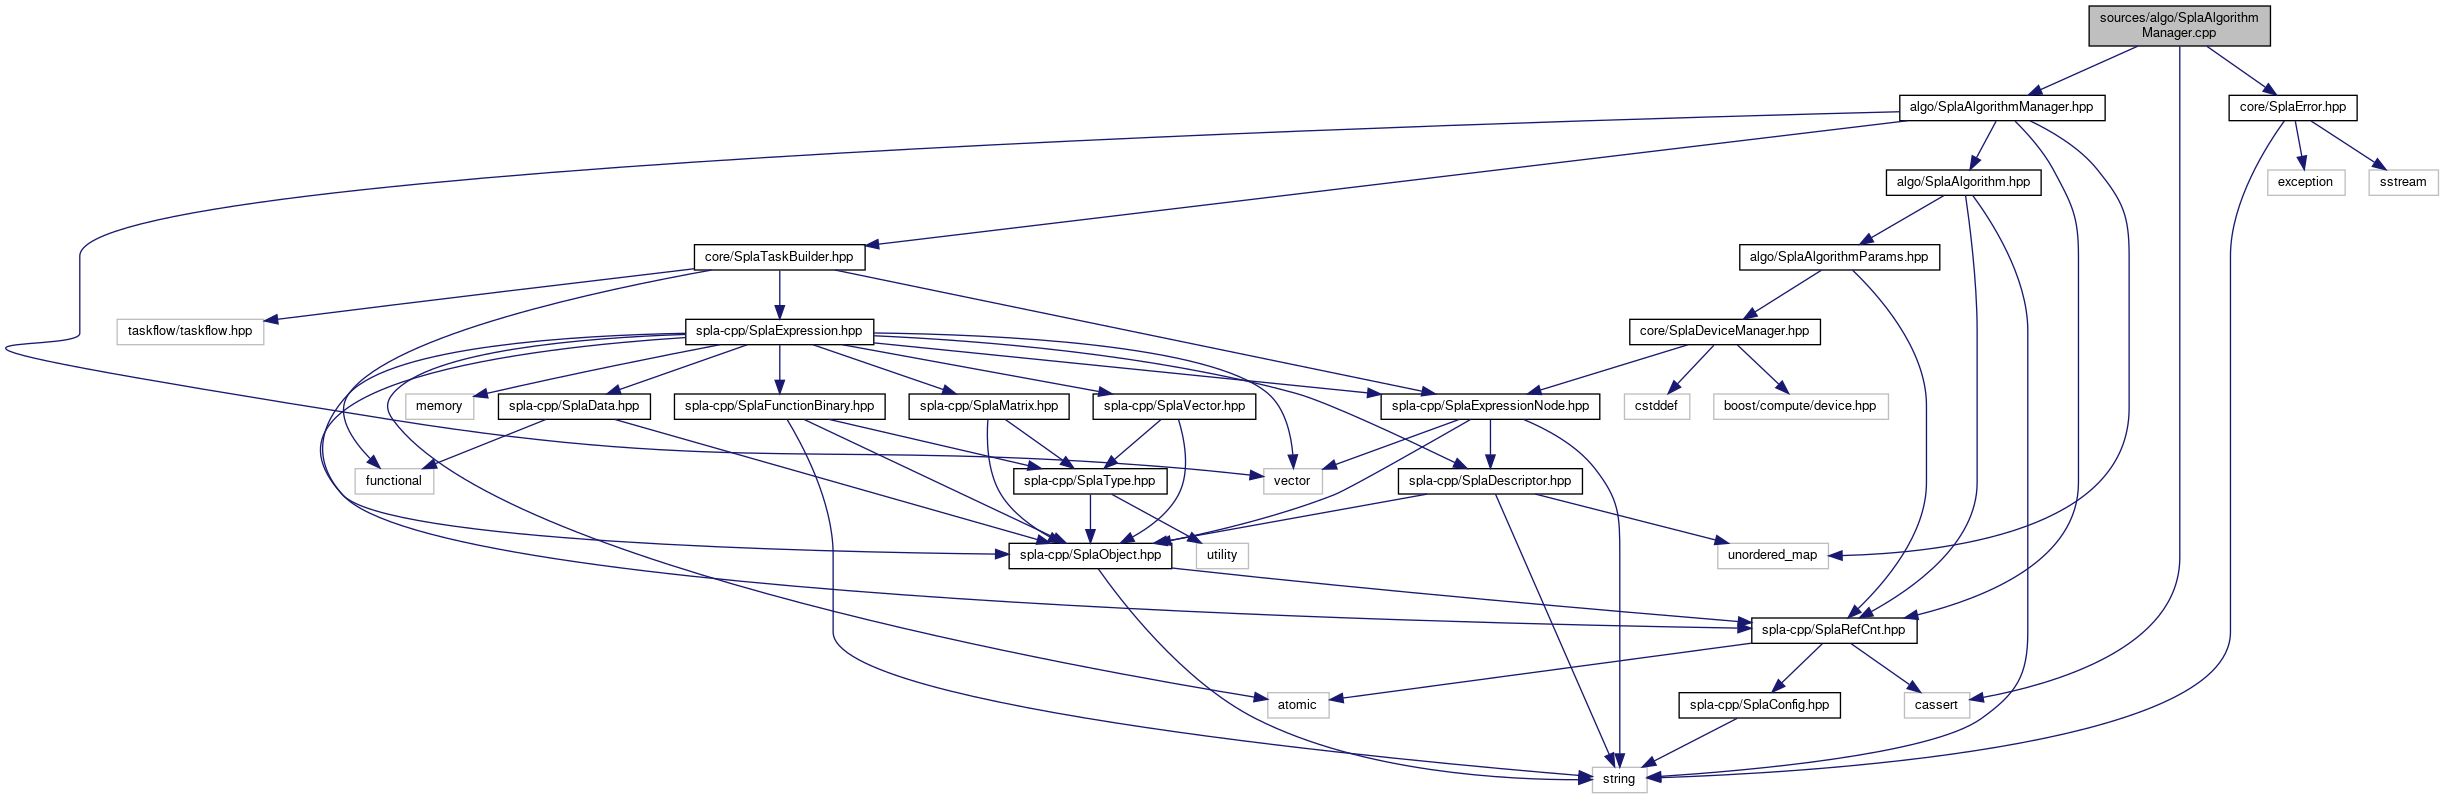 sources/algo/SplaAlgorithm
Manager.cpp
algo/SplaAlgorithmManager.hpp
core/SplaError.hpp
algo/SplaAlgorithm.hpp
exception
sstream
core/SplaTaskBuilder.hpp
algo/SplaAlgorithmParams.hpp
taskflow/taskflow.hpp
spla-cpp/SplaExpression.hpp
core/SplaDeviceManager.hpp
memory
spla-cpp/SplaData.hpp
spla-cpp/SplaFunctionBinary.hpp
spla-cpp/SplaMatrix.hpp
spla-cpp/SplaVector.hpp
spla-cpp/SplaExpressionNode.hpp
cstddef
boost/compute/device.hpp
functional
spla-cpp/SplaType.hpp
vector
spla-cpp/SplaDescriptor.hpp
spla-cpp/SplaObject.hpp
utility
unordered_map
spla-cpp/SplaRefCnt.hpp
atomic
spla-cpp/SplaConfig.hpp
cassert
string